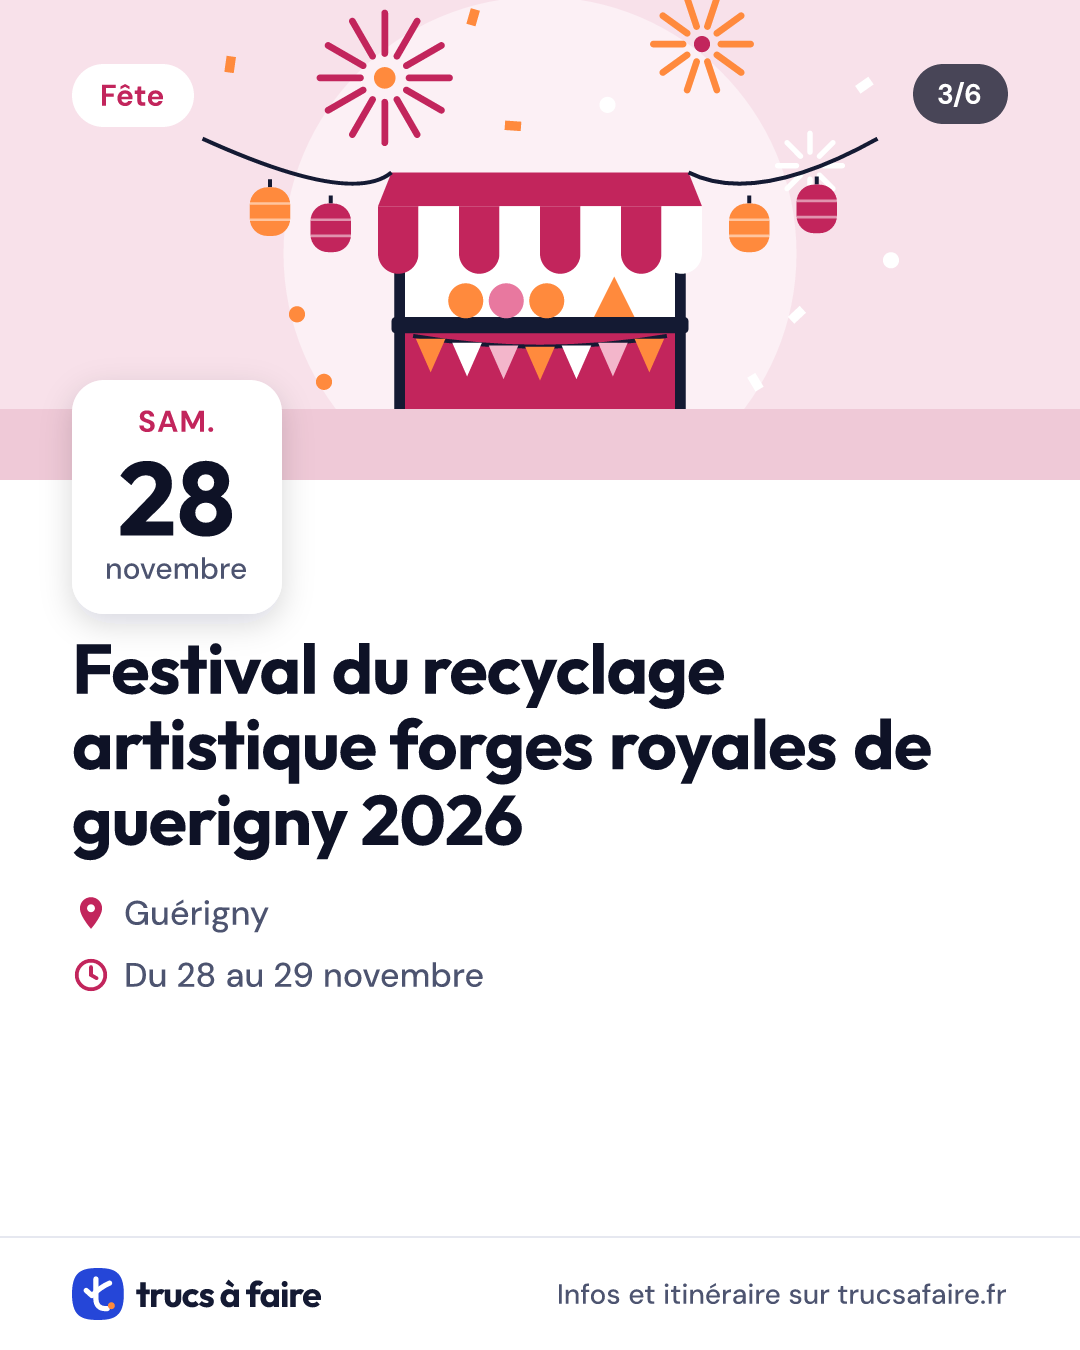 Fête
3/6
SAM.
28
novembre
Festival du recyclage
artistique forges royales de
guerigny 2026
Guérigny
Du 28 au 29 novembre
trucs à faire
Infos et itinéraire sur trucsafaire.fr